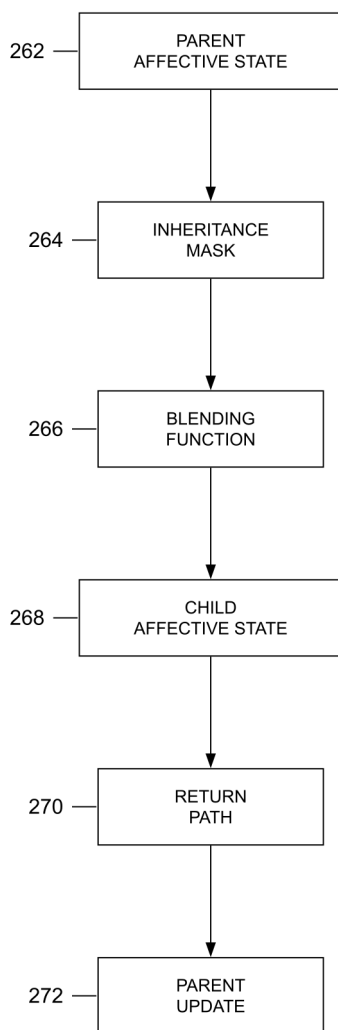 262
PARENT
AFFECTIVE STATE
264
INHERITANCE
MASK
266
BLENDING
FUNCTION
268
CHILD
AFFECTIVE STATE
270
RETURN
PATH
272
PARENT
UPDATE